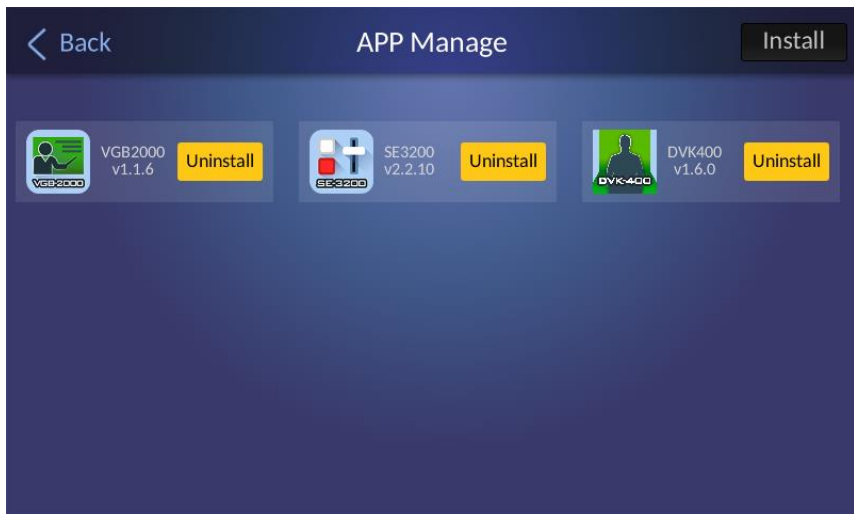 Back
APP Manage
Install
VGB-2000
VGB2000
v1.1.6
Uninstall
SE-3200
SE3200
v2.2.10
Uninstall
DVK-400
DVK400
v1.6.0
Uninstall